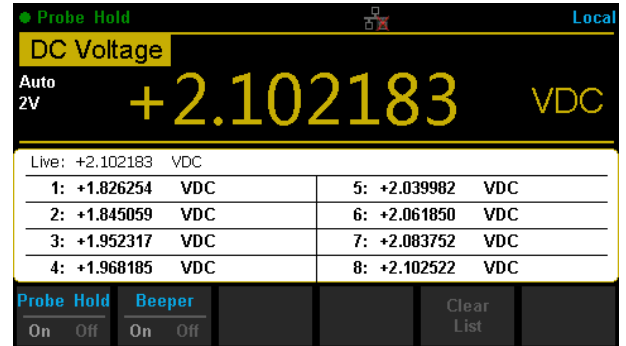 Probe Hold
Local
DC Voltage
Auto
2V
+2.102183 VDC
Live: +2.102183 VDC
1: +1.826254 VDC
2: +1.845059 VDC
3: +1.952317 VDC
4: +1.968185 VDC
5: +2.039982 VDC
6: +2.061850 VDC
7: +2.083752 VDC
8: +2.102522 VDC
Probe Hold
On Off
Beeper
On Off
Clear
List